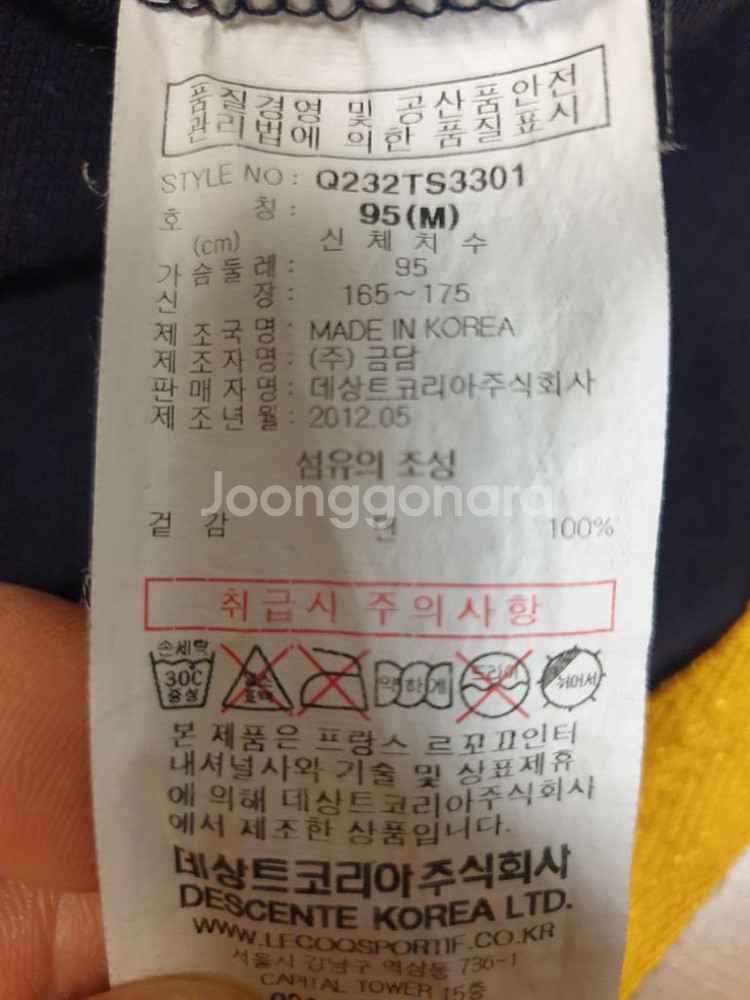 품질경영 및 공산품안전
관리법에 의한 품질표시
STYLE NO : Q232TS3301
호 칭 : 95(M)
(cm) 신 체 치 수
가 슴 둘 레 : 95
신 장 : 165~175
제 조 국 명 : MADE IN KOREA
제 조 자 명 : (주) 금담
판 매 자 명 : 데상트코리아주식회사
제 조 년 월 : 2012.05
섬유의 조성
Joonggonara
겉 감 면 100%
취급시 주의사항
손세탁
30C 중성
염소 표백
약하게
드라이
뉘어서
본 제품은 프랑스 르꼬끄인터
내셔널사와 기술 및 상표제휴
에 의해 데상트코리아주식회사
에서 제조한 상품입니다.
데상트코리아주식회사
DESCENTE KOREA LTD.
WWW.LECOQSPORTIF.CO.KR
서울시 강남구 역삼동 736-1
CAPITAL TOWER 15층